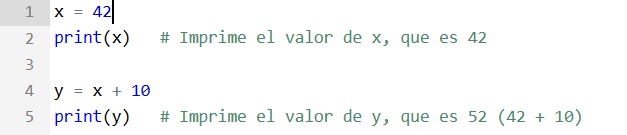 1 x = 42
2 print(x)   # Imprime el valor de x, que es 42
3
4 y = x + 10
5 print(y)   # Imprime el valor de y, que es 52 (42 + 10)